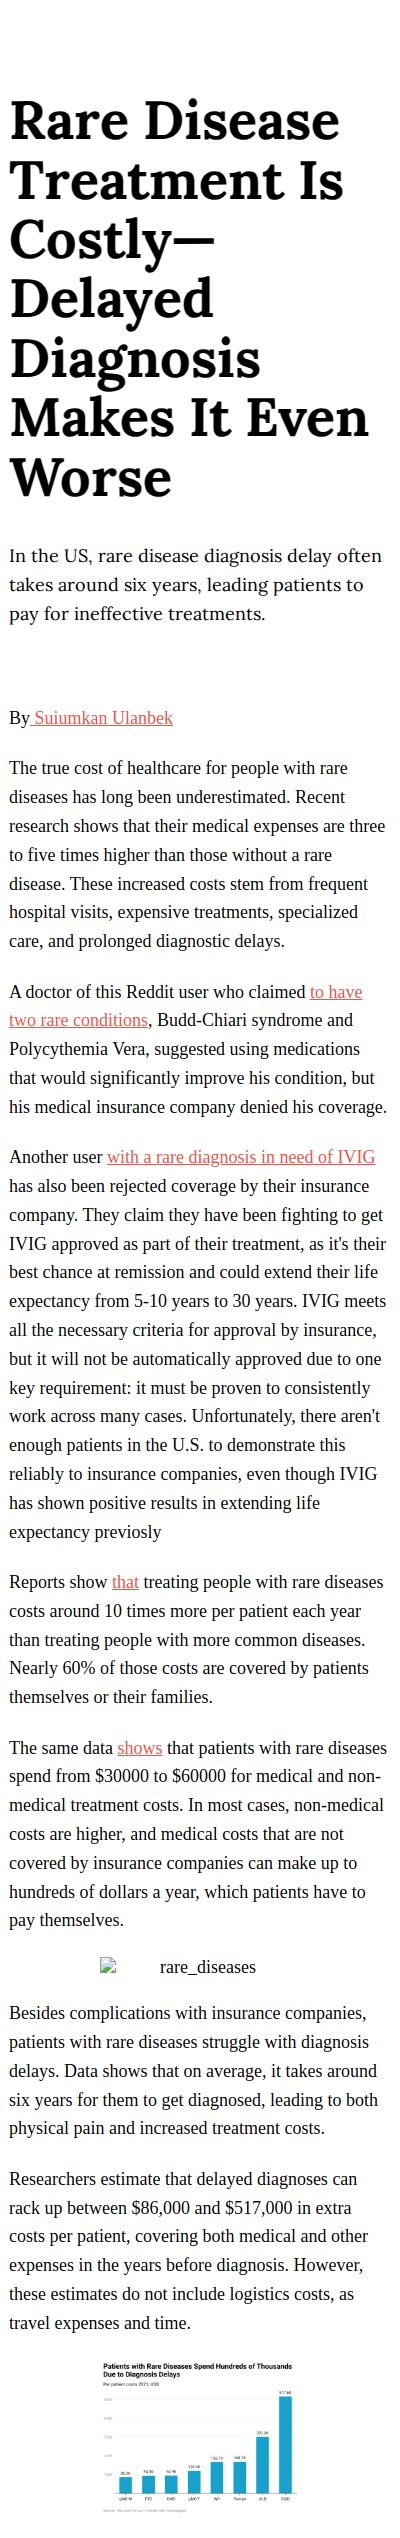 Rare Disease
Treatment Is
Costly—
Delayed
Diagnosis
Makes It Even
Worse
In the US, rare disease diagnosis delay often
takes around six years, leading patients to
pay for ineffective treatments.
By Suiumkan Ulanbek
The true cost of healthcare for people with rare
diseases has long been underestimated. Recent
research shows that their medical expenses are three
to five times higher than those without a rare
disease. These increased costs stem from frequent
hospital visits, expensive treatments, specialized
care, and prolonged diagnostic delays.
A doctor of this Reddit user who claimed to have
two rare conditions, Budd-Chiari syndrome and
Polycythemia Vera, suggested using medications
that would significantly improve his condition, but
his medical insurance company denied his coverage.
Another user with a rare diagnosis in need of IVIG
has also been rejected coverage by their insurance
company. They claim they have been fighting to get
IVIG approved as part of their treatment, as it's their
best chance at remission and could extend their life
expectancy from 5-10 years to 30 years. IVIG meets
all the necessary criteria for approval by insurance,
but it will not be automatically approved due to one
key requirement: it must be proven to consistently
work across many cases. Unfortunately, there aren't
enough patients in the U.S. to demonstrate this
reliably to insurance companies, even though IVIG
has shown positive results in extending life
expectancy previosly
Reports show that treating people with rare diseases
costs around 10 times more per patient each year
than treating people with more common diseases.
Nearly 60% of those costs are covered by patients
themselves or their families.
The same data shows that patients with rare diseases
spend from $30000 to $60000 for medical and non-
medical treatment costs. In most cases, non-medical
costs are higher, and medical costs that are not
covered by insurance companies can make up to
hundreds of dollars a year, which patients have to
pay themselves.
rare_diseases
Besides complications with insurance companies,
patients with rare diseases struggle with diagnosis
delays. Data shows that on average, it takes around
six years for them to get diagnosed, leading to both
physical pain and increased treatment costs.
Researchers estimate that delayed diagnoses can
rack up between $86,000 and $517,000 in extra
costs per patient, covering both medical and other
expenses in the years before diagnosis. However,
these estimates do not include logistics costs, as
travel expenses and time.
Patients with Rare Diseases Spend Hundreds of Thousands
Due to Diagnosis Delays
Per patient costs 2021, USD
FXS
Pompe
ALD